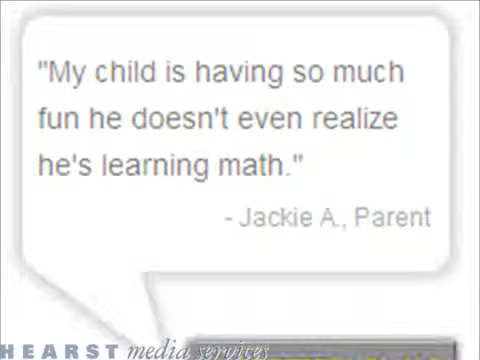 "My child is having so much
fun he doesn't even realize
he's learning math."
- Jackie A., Parent
HEARST media services